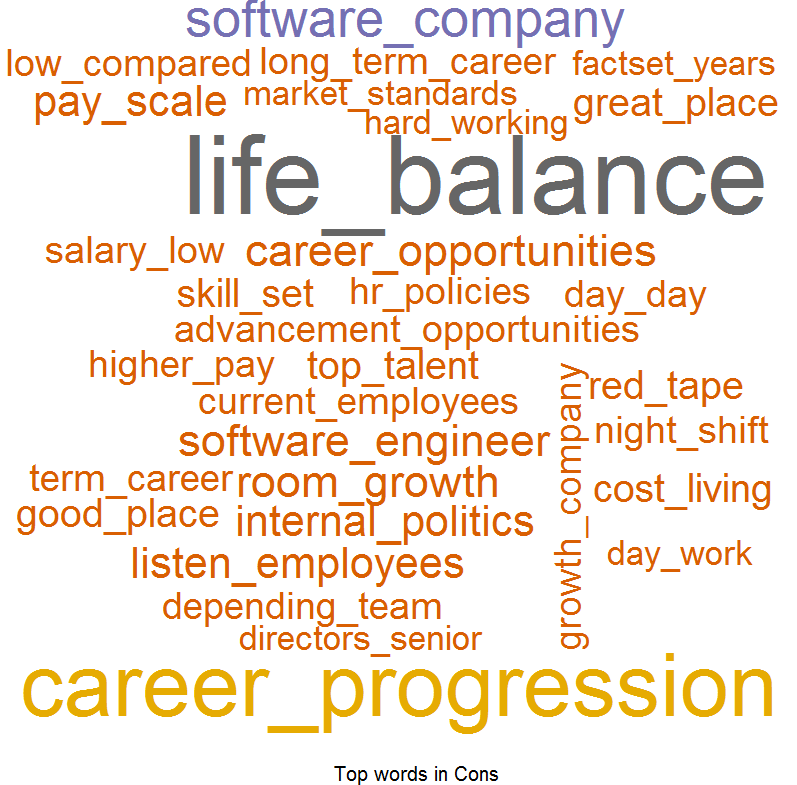 software_company
low_compared long_term_career factset_years
pay_scale market_standards great_place
hard_working
life_balance
salary_low career_opportunities
skill_set hr_policies day_day
advancement_opportunities
higher_pay top_talent
growth_company
red_tape
current_employees
software_engineer night_shift
term_career room_growth cost_living
good_place internal_politics
listen_employees day_work
depending_team
directors_senior
career_progression
Top words in Cons